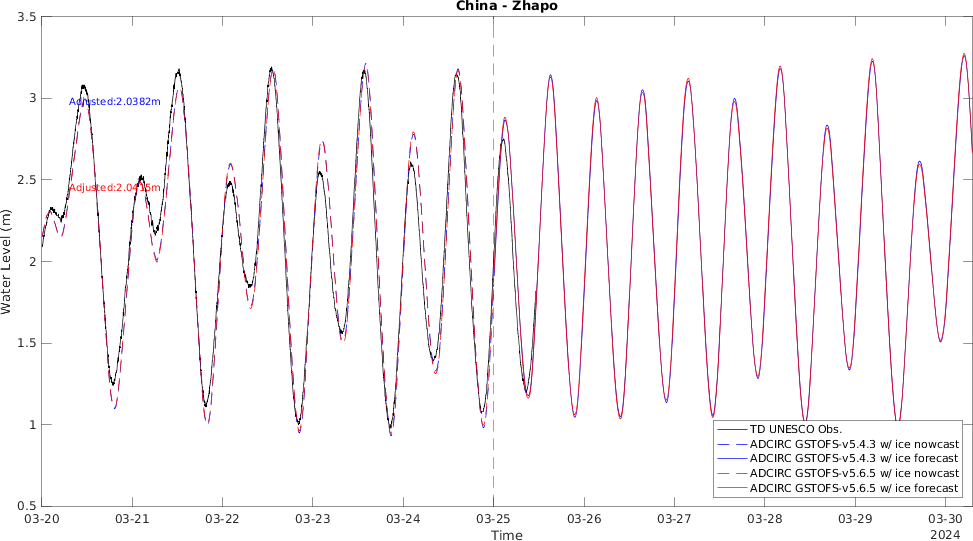 China - Zhapo
3.5
3
2.5
2
1.5
1
0.5
Water Level (m)
Adjusted:2.0382m
Adjusted:2.0415m
TD UNESCO Obs.
ADCIRC GSTOFS-v5.4.3 w/ ice nowcast
ADCIRC GSTOFS-v5.4.3 w/ ice forecast
ADCIRC GSTOFS-v5.6.5 w/ ice nowcast
ADCIRC GSTOFS-v5.6.5 w/ ice forecast
03-20 03-21 03-22 03-23 03-24 03-25 03-26 03-27 03-28 03-29 03-30
2024
Time